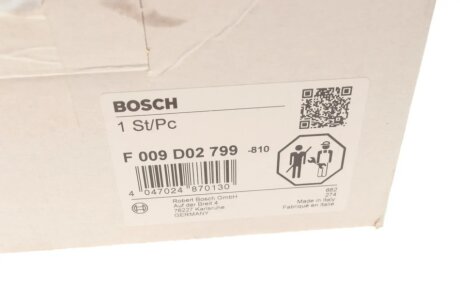 BOSCH
1 St/Pc
F 009 D02 799 -810
4 047024 870130
Robert Bosch GmbH
Auf der Breit 4
76227 Karlsruhe
GERMANY
682
274
Made in Italy
Fabriqué en Italie